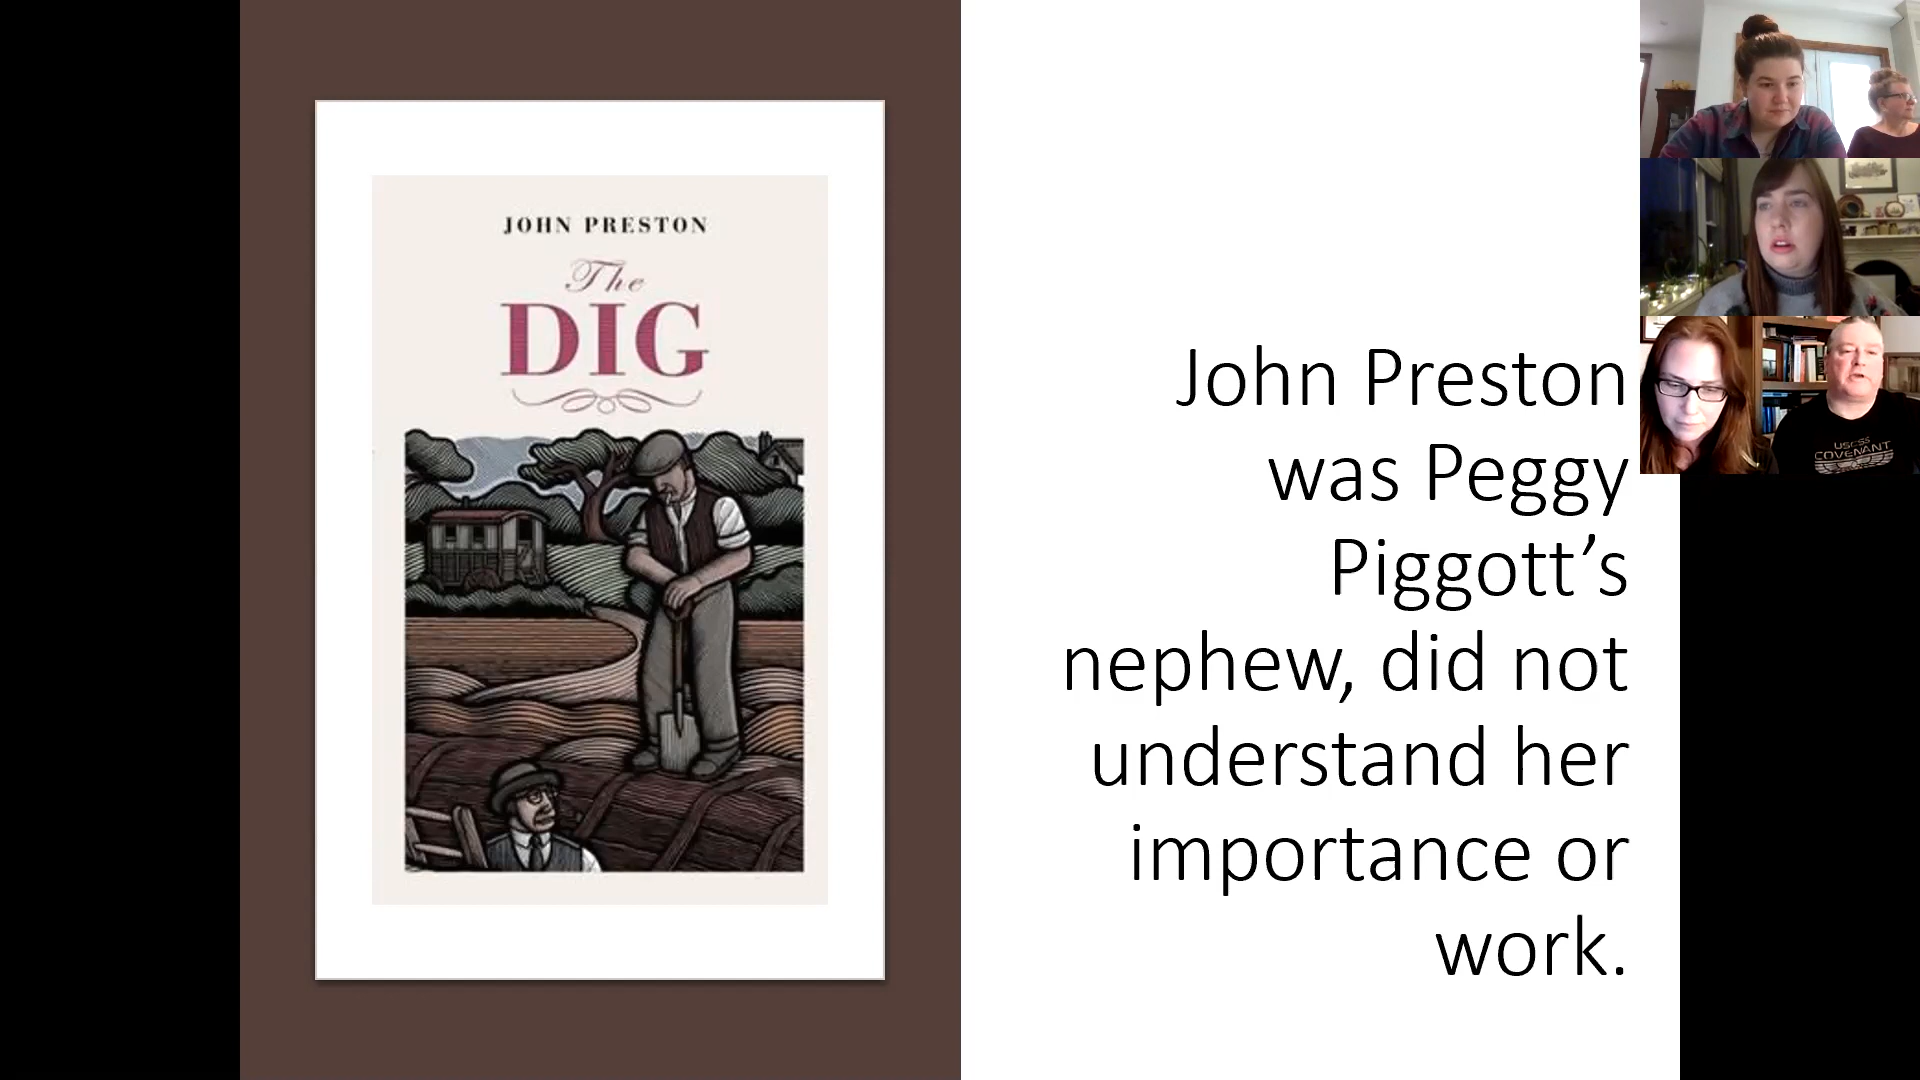 JOHN PRESTON
The
DIG
John Preston
was Peggy
Piggott’s
nephew, did not
understand her
importance or
work.
USCSS
COVENANT